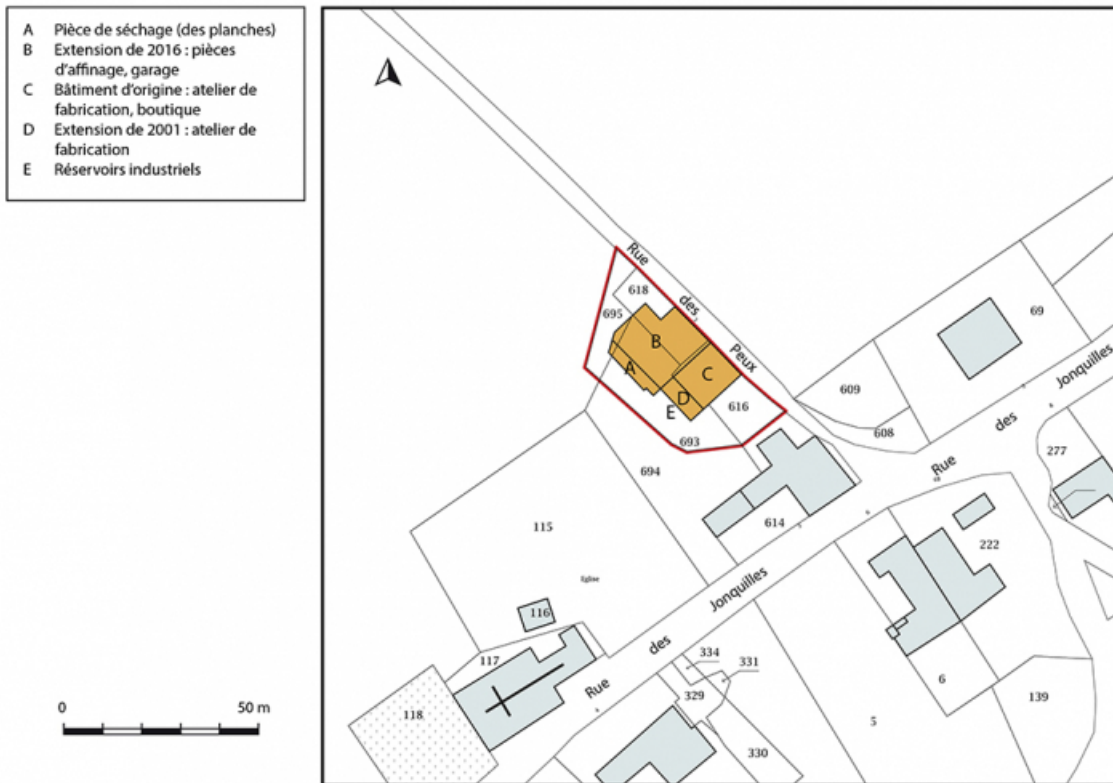 A Pièce de séchage (des planches)
B Extension de 2016 : pièces
d'affinage, garage
C Bâtiment d'origine : atelier de
fabrication, boutique
D Extension de 2001 : atelier de
fabrication
E Réservoirs industriels
0 50 m
Rue des Peux
618
695
B
A
C
D
E
616
693
694
69
609
608
Rue des Jonquilles
277
115
614
222
Eglise
116
117
118
Rue des Jonquilles
334
331
329
330
6
5
139